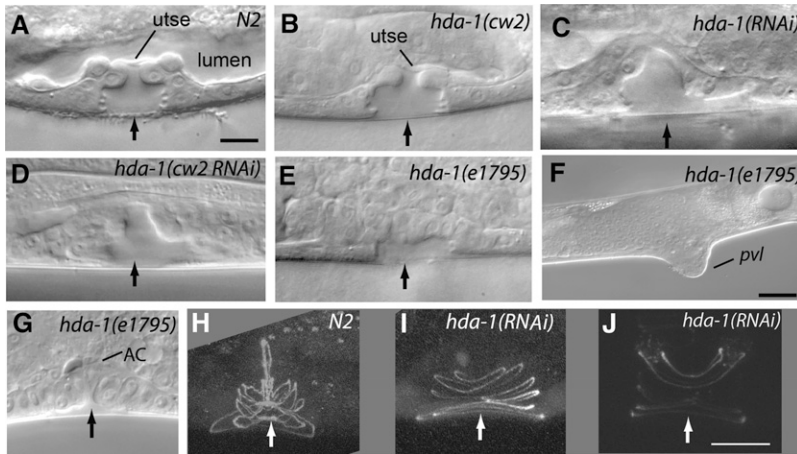 A
utse
N2
lumen
B
hda-1(cw2)
utse
C
hda-1(RNAi)
D
hda-1(cw2 RNAi)
E
hda-1(e1795)
F
hda-1(e1795)
pvl
G
hda-1(e1795)
AC
H
N2
I
hda-1(RNAi)
J
hda-1(RNAi)